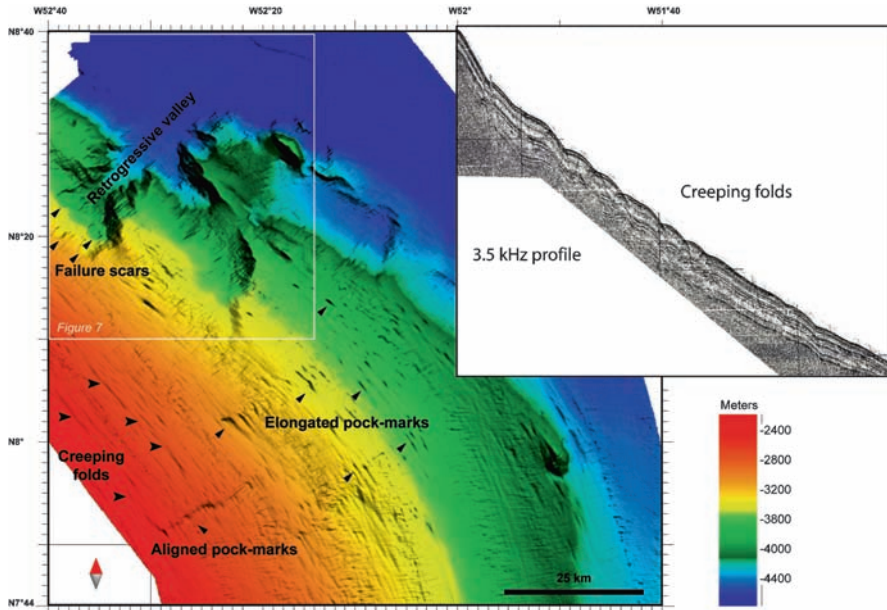 W52°40
W52°20
W52°
W51°40
N8°40
Retrogressive valley
Creeping folds
N8°20
3.5 kHz profile
Failure scars
Figure 7
Meters
-2400
Elongated pock-marks
N8°
-2800
Creeping
folds
-3200
-3800
Aligned pock-marks
-4000
25 km
-4400
N7°44